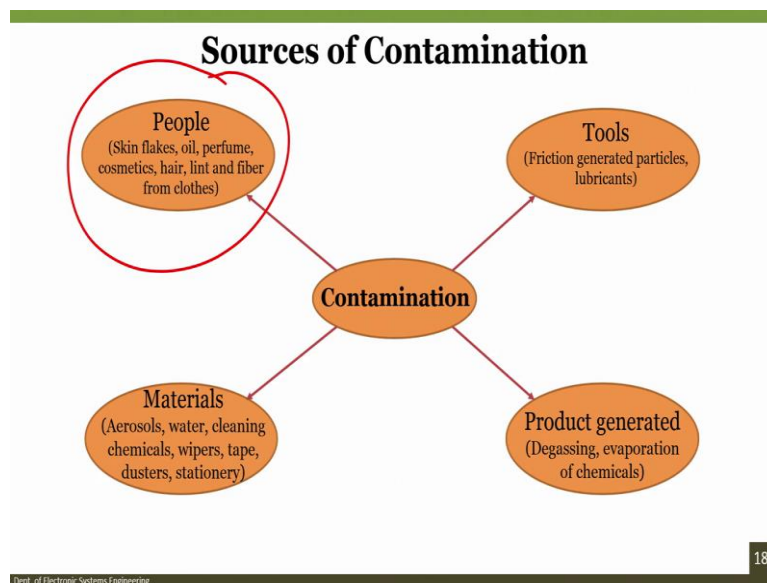 Sources of Contamination
People
(Skin flakes, oil, perfume,
cosmetics, hair, lint and fiber
from clothes)
Tools
(Friction generated particles,
lubricants)
Contamination
Materials
(Aerosols, water, cleaning
chemicals, wipers, tape,
dusters, stationery)
Product generated
(Degassing, evaporation
of chemicals)
18
Dept. of Electronic Systems Engineering